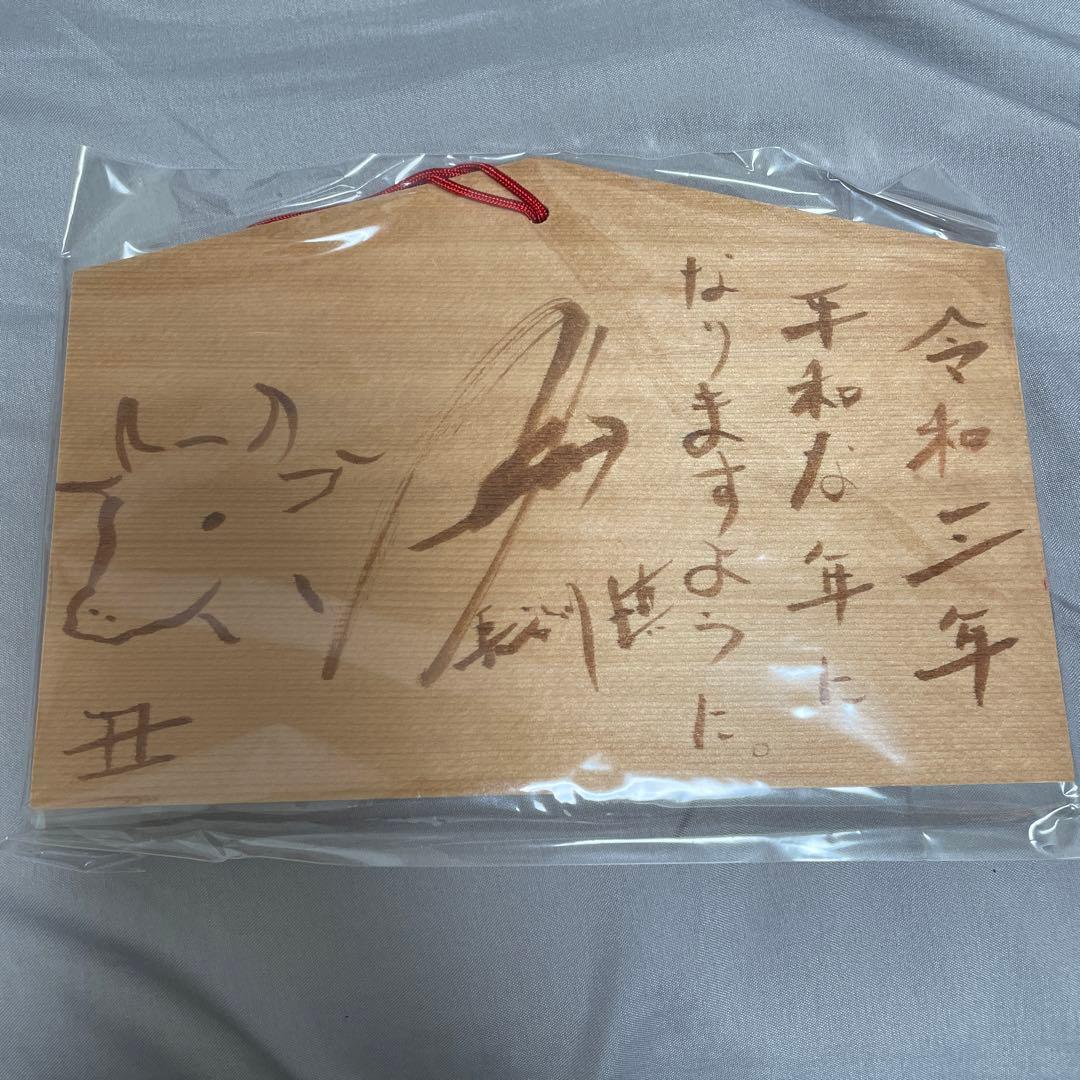 令和三年
平和な年に
なりますように。
丑